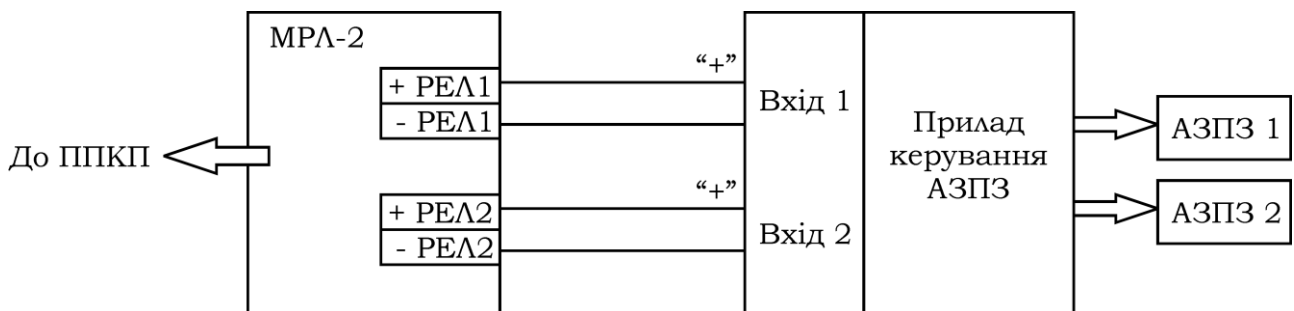 МРЛ-2
+ РЕЛ1
- РЕЛ1
+ РЕЛ2
- РЕЛ2
До ППКП
“+”
“+”
Вхід 1
Вхід 2
Прилад
керування
АЗПЗ
АЗПЗ 1
АЗПЗ 2